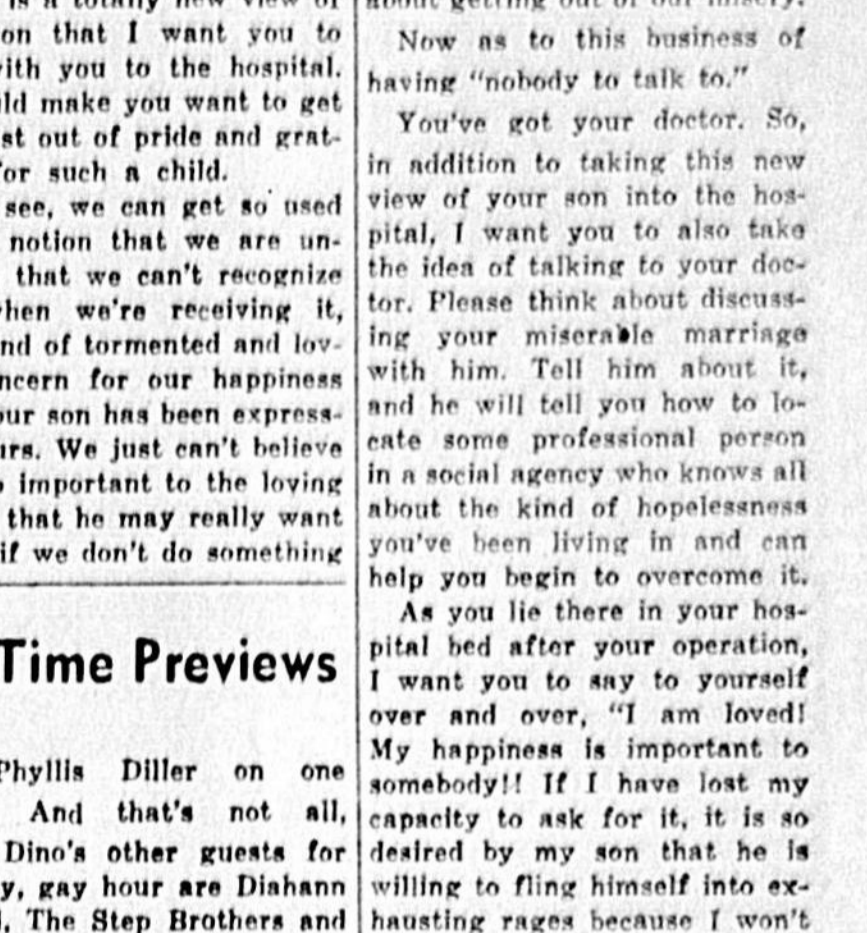 on that I want you to
with you to the hospital.
ld make you want to get
st out of pride and grat-
for such a child.
see, we can get so used
notion that we are un-
that we can't recognize
when we're receiving it,
nd of tormented and lov-
ncern for our happiness
our son has been express-
urs. We just can't believe
important to the loving
that he may really want
if we don't do something
Time Previews
Phyllis Diller on one
And that's not all,
Dino's other guests for
y, gay hour are Diahann
The Step Brothers and
about getting out of our misery.
Now as to this business of
having "nobody to talk to."
You've got your doctor. So,
in addition to taking this new
view of your son into the hos-
pital, I want you to also take
the idea of talking to your doc-
tor. Please think about discuss-
ing your miserable marriage
with him. Tell him about it,
and he will tell you how to lo-
cate some professional person
in a social agency who knows all
about the kind of hopelessness
you've been living in and can
help you begin to overcome it.
As you lie there in your hos-
pital bed after your operation,
I want you to say to yourself
over and over, "I am loved!
My happiness is important to
somebody!! If I have lost my
capacity to ask for it, it is so
desired by my son that he is
willing to fling himself into ex-
hausting rages because I won't